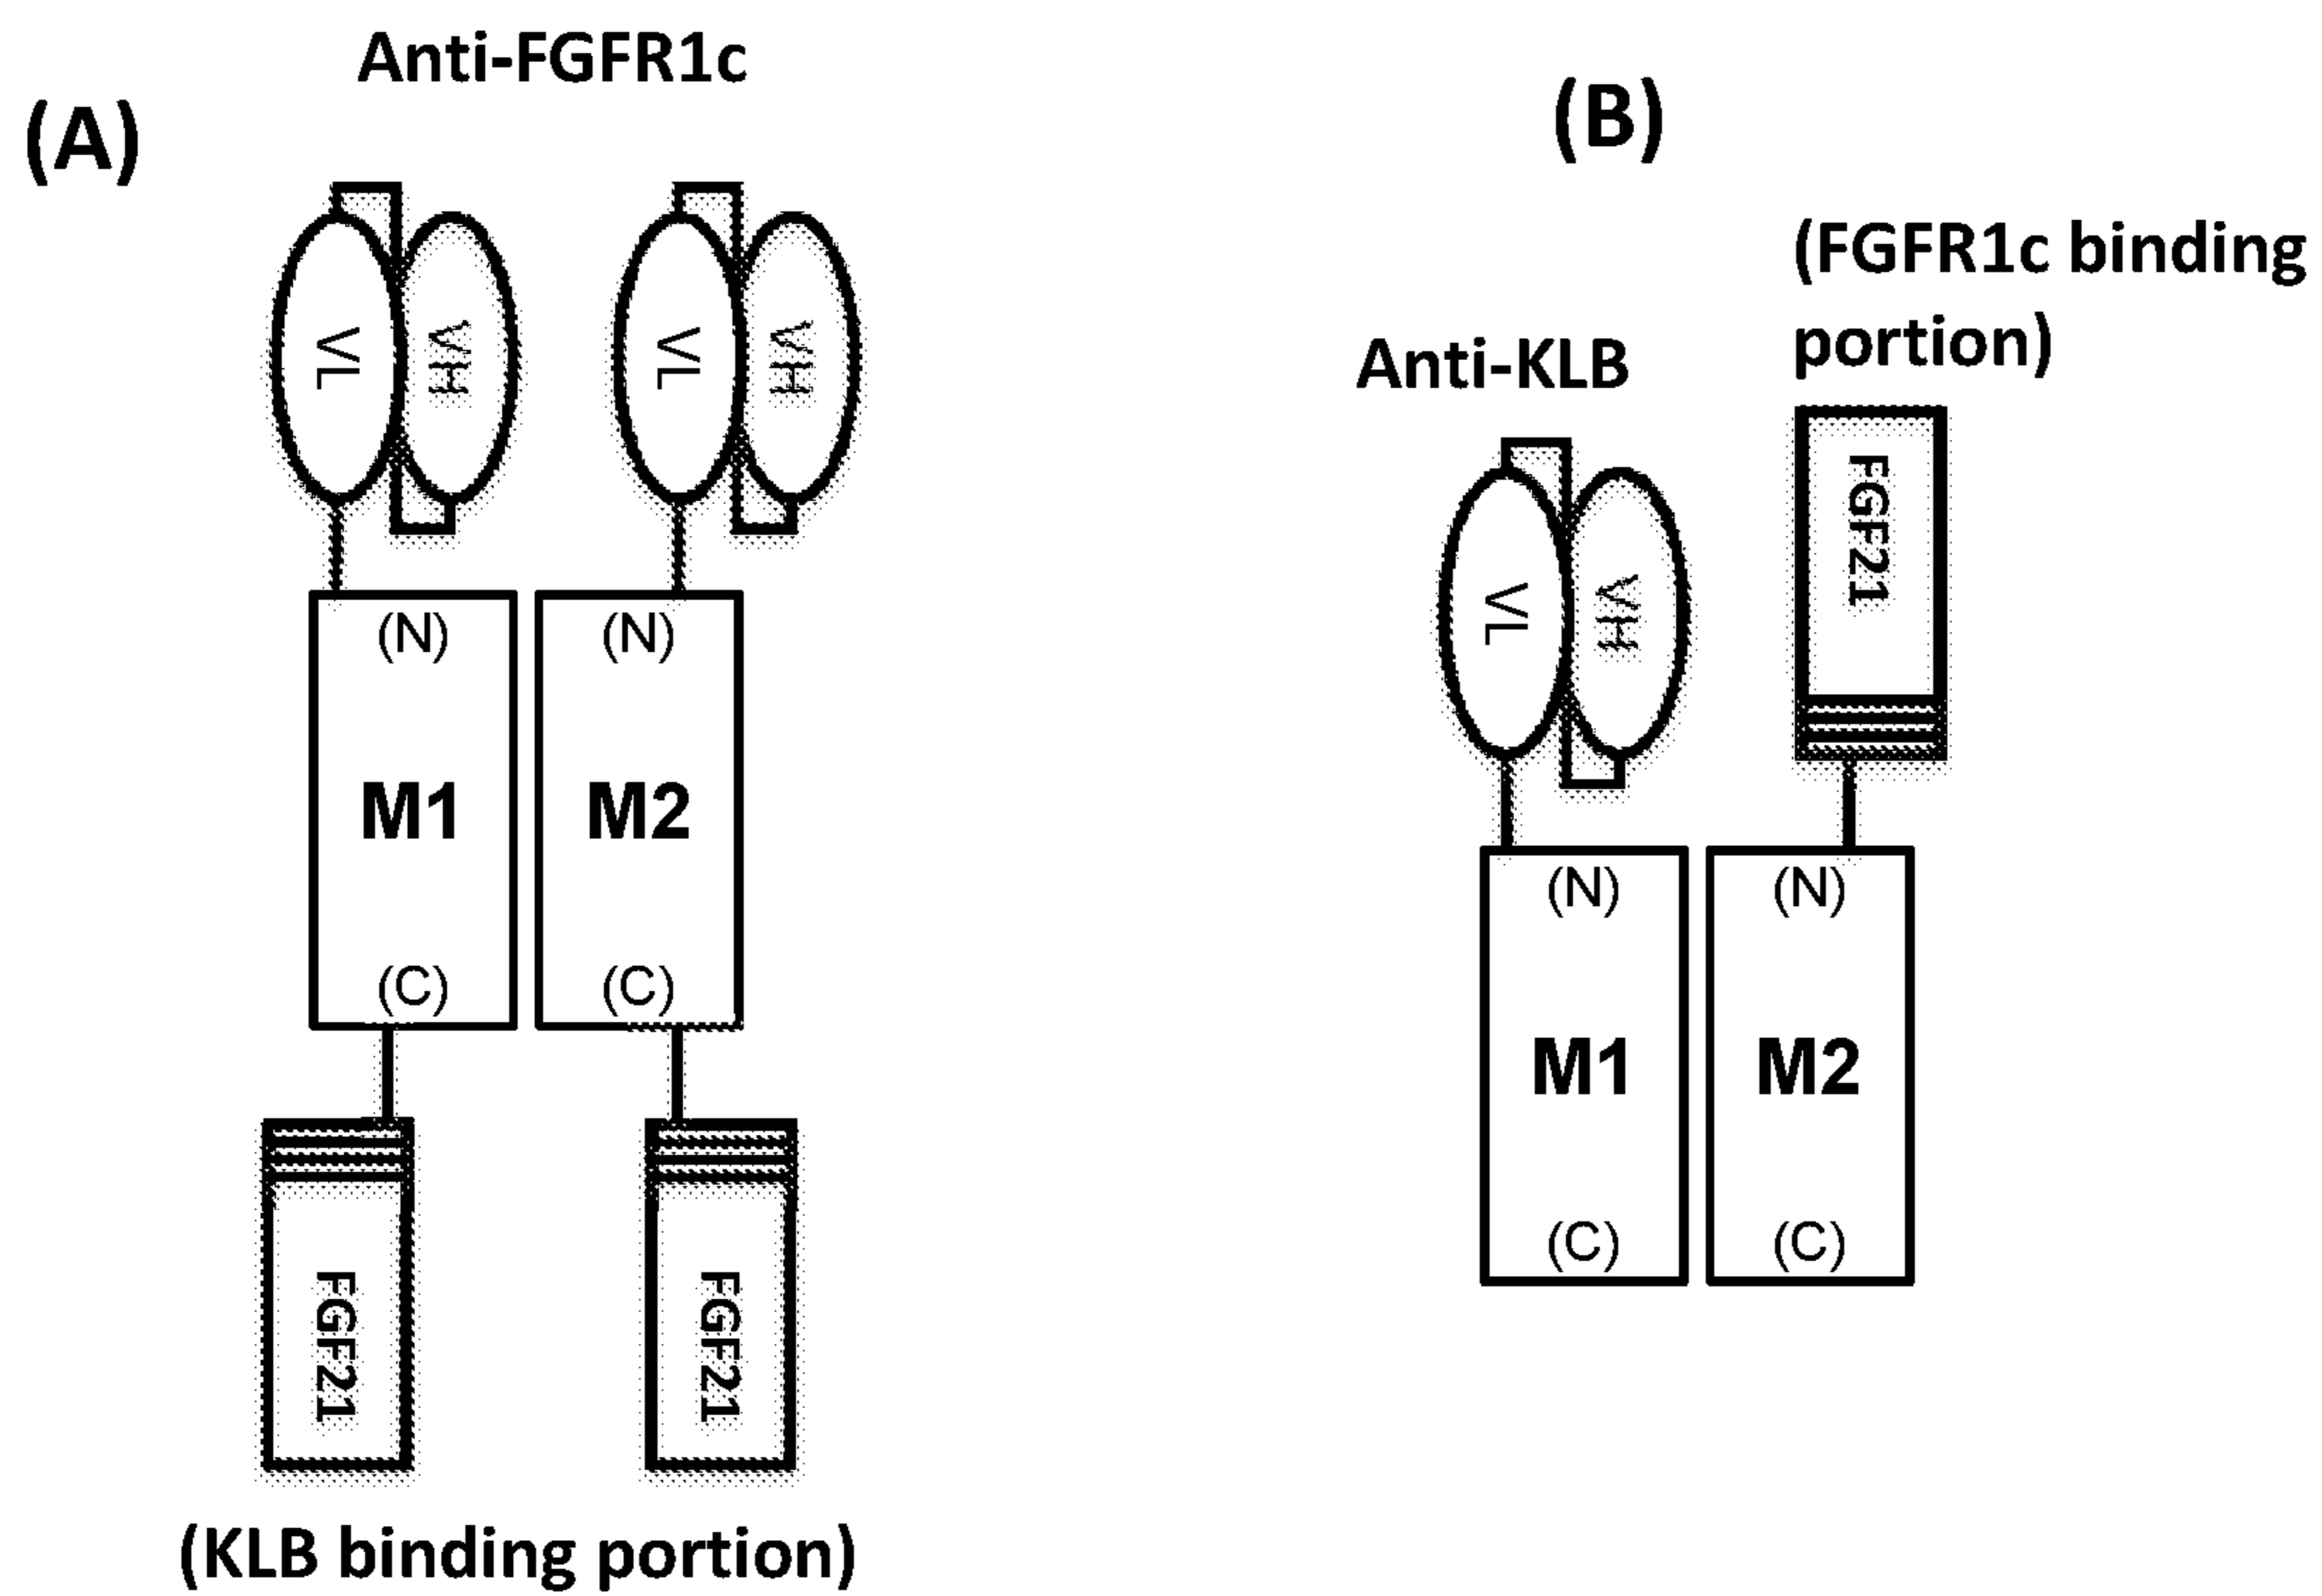 (A)
Anti-FGFR1c
VL
VH
VL
VH
(N)
(N)
M1
M2
(C)
(C)
FGF21
FGF21
(KLB binding portion)
(B)
(FGFR1c binding
portion)
Anti-KLB
VL
VH
FGF21
(N)
(N)
M1
M2
(C)
(C)